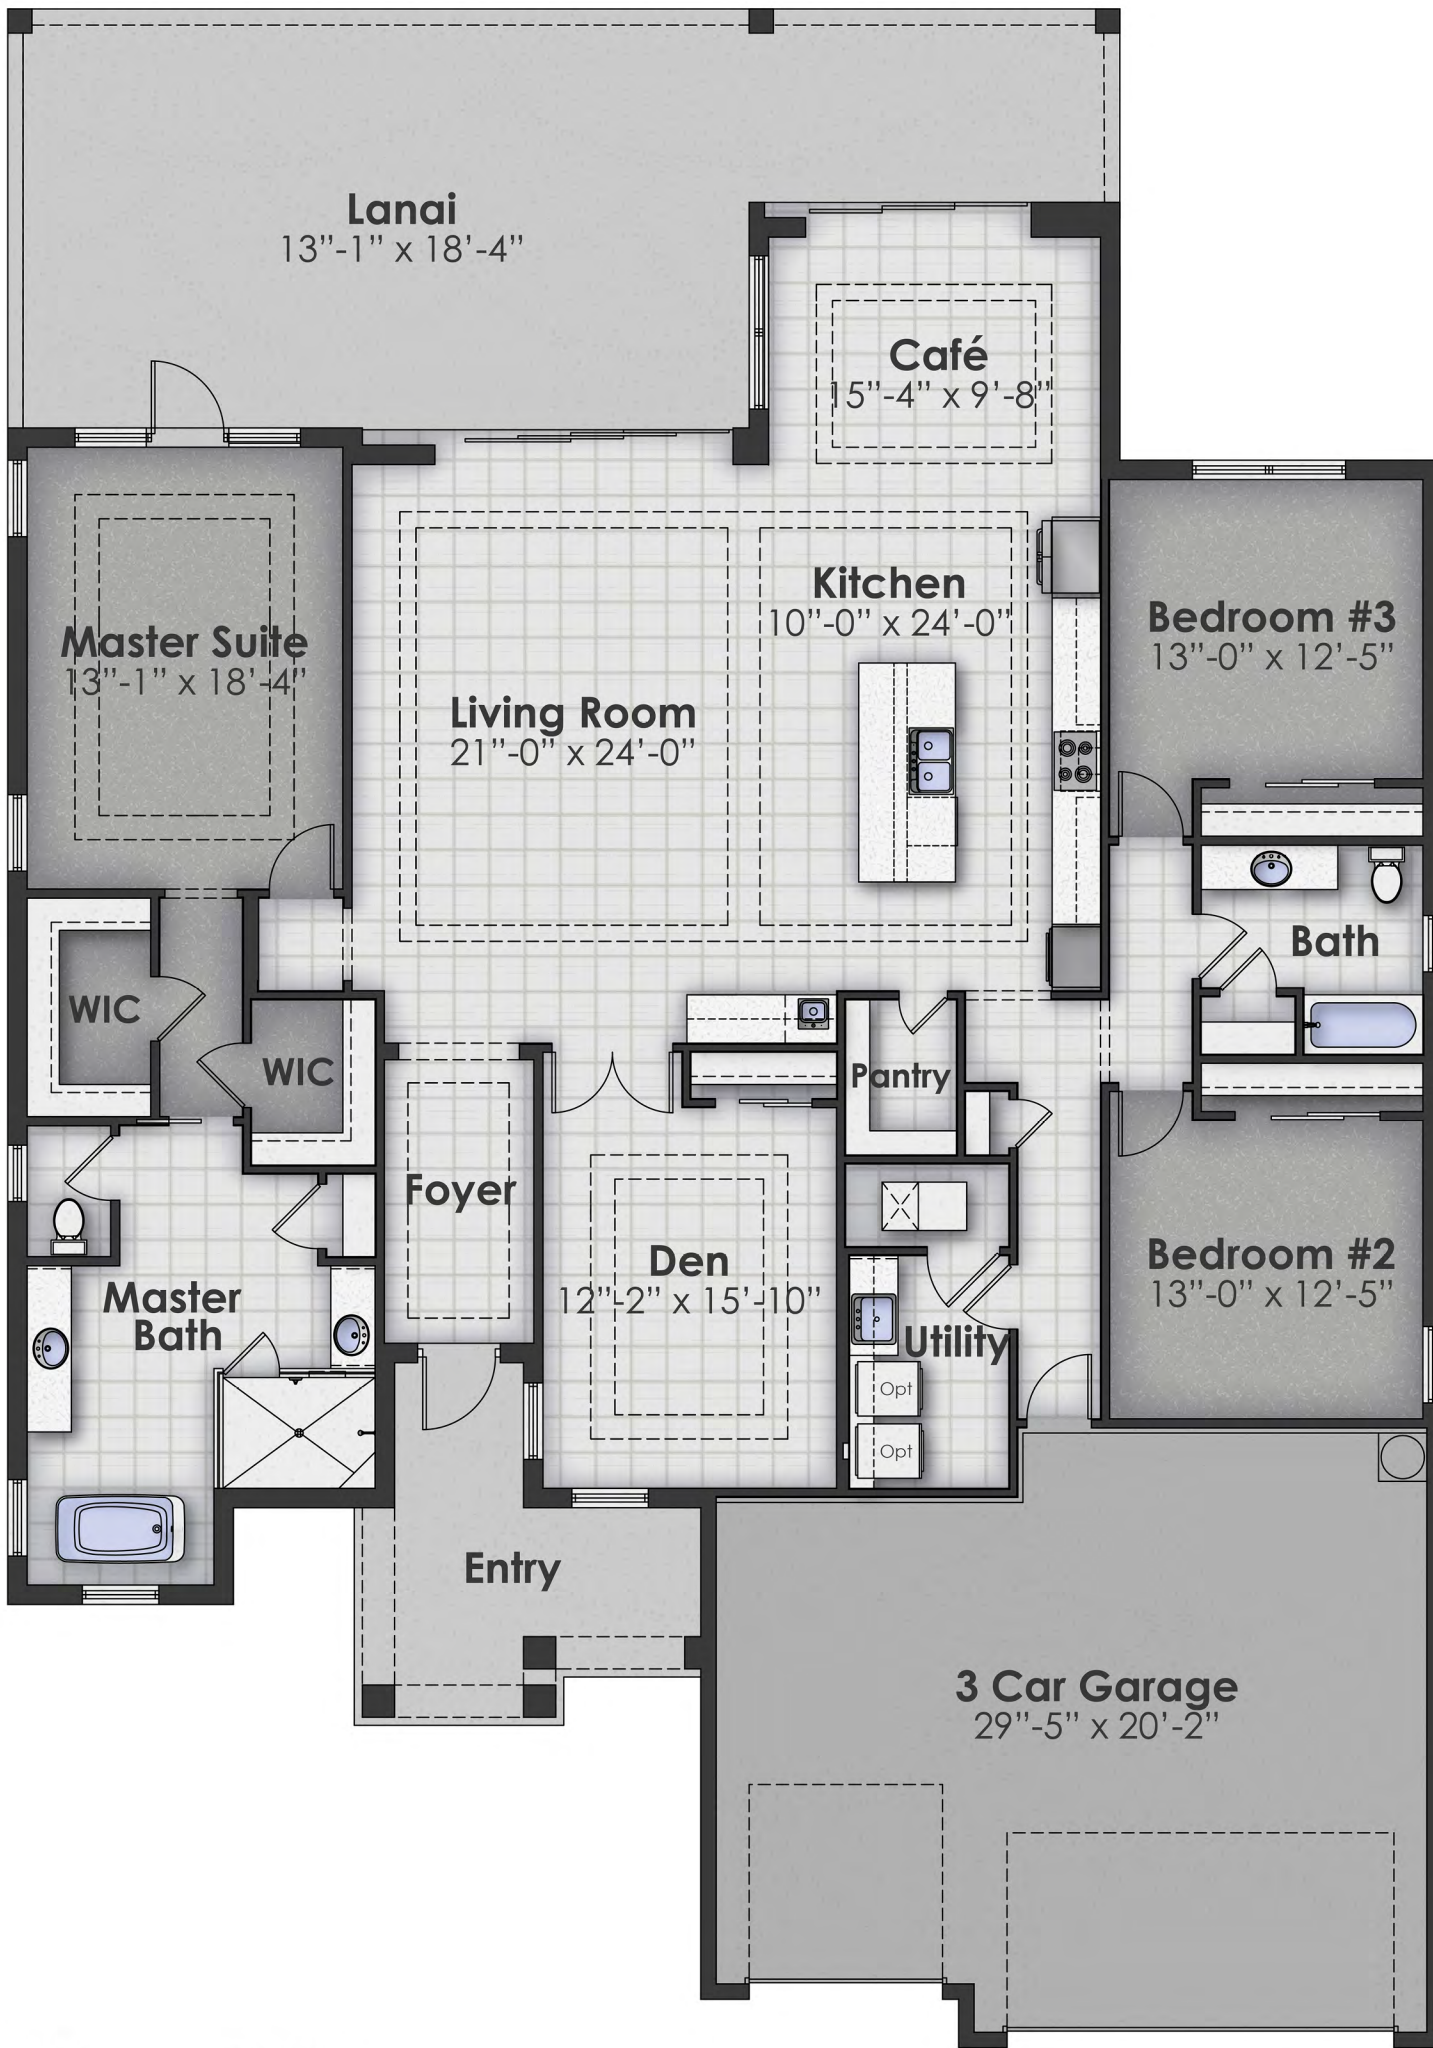 Lanai
13”-1” x 18’-4”
Café
15”-4” x 9’-8”
Kitchen
10”-0” x 24’-0”
Bedroom #3
13”-0” x 12’-5”
Master Suite
13”-1” x 18’-4”
Living Room
21”-0” x 24’-0”
Bath
WIC
WIC
Pantry
Foyer
Den
12”-2” x 15’-10”
Bedroom #2
13”-0” x 12’-5”
Master
Bath
Utility
Opt
Opt
Entry
3 Car Garage
29”-5” x 20’-2”